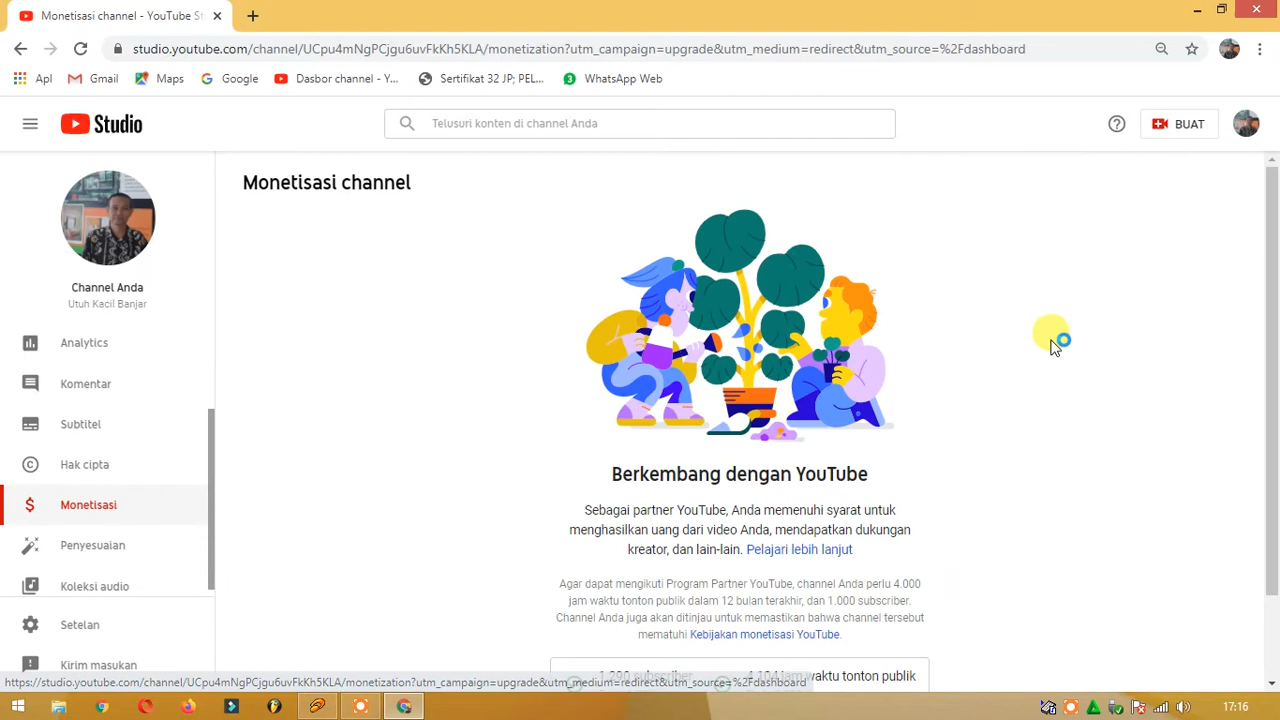 Monetisasi channel - YouTube St
studio.youtube.com/channel/UCpu4mNgPCjgu6uvFkKh5KLA/monetization?utm_campaign=upgrade&utm_medium=redirect&utm_source=%2Fdashboard
Apl Gmail Maps Google Dasbor channel - Y... Sertifikat 32 JP; PEL... WhatsApp Web
Studio
Telusuri konten di channel Anda
BUAT
Monetisasi channel
Channel Anda
Utuh Kacil Banjar
Analytics
Komentar
Subtitel
Hak cipta
Monetisasi
Penyesuaian
Koleksi audio
Setelan
Kirim masukan
Berkembang dengan YouTube
Sebagai partner YouTube, Anda memenuhi syarat untuk
menghasilkan uang dari video Anda, mendapatkan dukungan
kreator, dan lain-lain. Pelajari lebih lanjut
Agar dapat mengikuti Program Partner YouTube, channel Anda perlu 4.000
jam waktu tonton publik dalam 12 bulan terakhir, dan 1.000 subscriber.
Channel Anda juga akan ditinjau untuk memastikan bahwa channel tersebut
mematuhi Kebijakan monetisasi YouTube.
1.290 subscriber 4.104 jam waktu tonton publik
https://studio.youtube.com/channel/UCpu4mNgPCjgu6uvFkKh5KLA/monetization?utm_campaign=upgrade&utm_medium=redirect&utm_source=%2Fdashboard
17:16